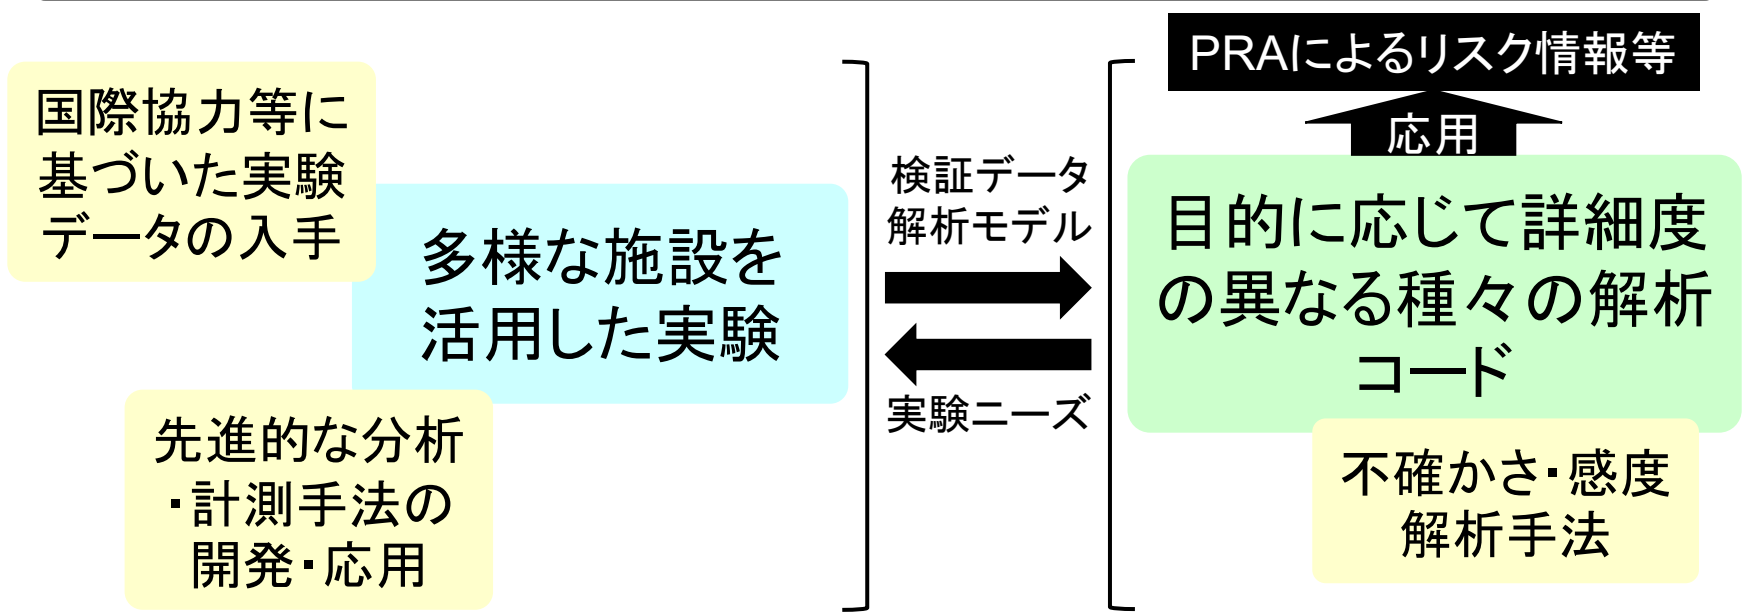 国際協力等に
基づいた実験
データの入手
多様な施設を
活用した実験
先進的な分析
・計測手法の
開発・応用
検証データ
解析モデル
実験ニーズ
PRAによるリスク情報等
応用
目的に応じて詳細度
の異なる種々の解析
コード
不確かさ・感度
解析手法